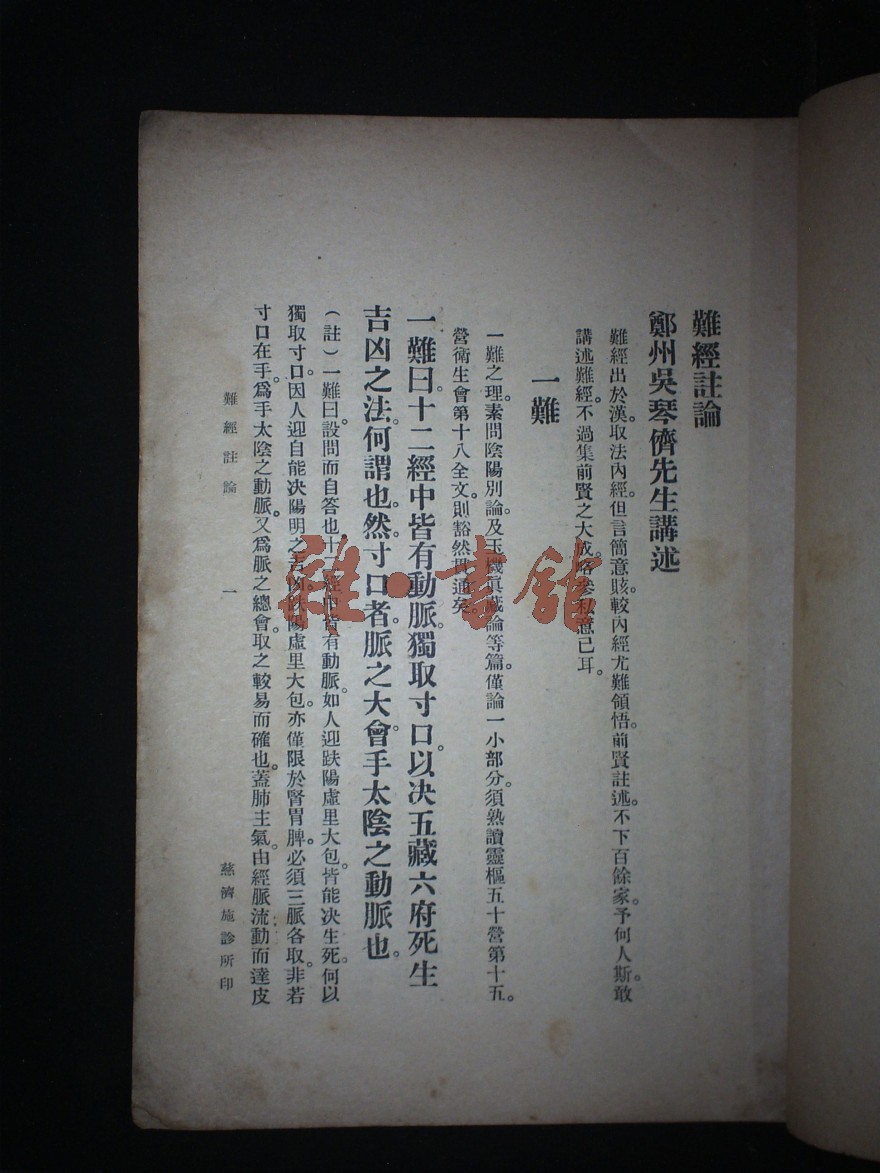 難經註論
鄭州吳琴儕先生講述
難經出於漢。取法內經。但言簡意賅。較內經尤難領悟。前賢註述。不下百餘家。予何人斯。敢
講述難經。不過集前賢之大成。略參私意已耳。
一難
一難之理。素問陰陽別論。及玉機眞藏論等篇。僅論一小部分。須熟讀靈樞五十營第十五。
營衛生會第十八全文。則豁然貫通矣。
一難曰。十二經中皆有動脈。獨取寸口。以決五藏六府死生
吉凶之法。何謂也。然。寸口者。脈之大會。手太陰之動脈也。
（註）一難曰。設問而自答也。十二經中皆有動脈。如人迎趺陽虛里大包。皆能決生死。何以
獨取寸口。因人迎自能決陽明之吉凶。趺陽虛里大包。亦僅限於腎胃脾。必須三脈各取。非若
寸口在手。爲手太陰之動脈。又爲脈之總會。取之較易而確也。蓋肺主氣。由經脈流動而達皮
難經註論
一
慈濟施診所印
雜·書館